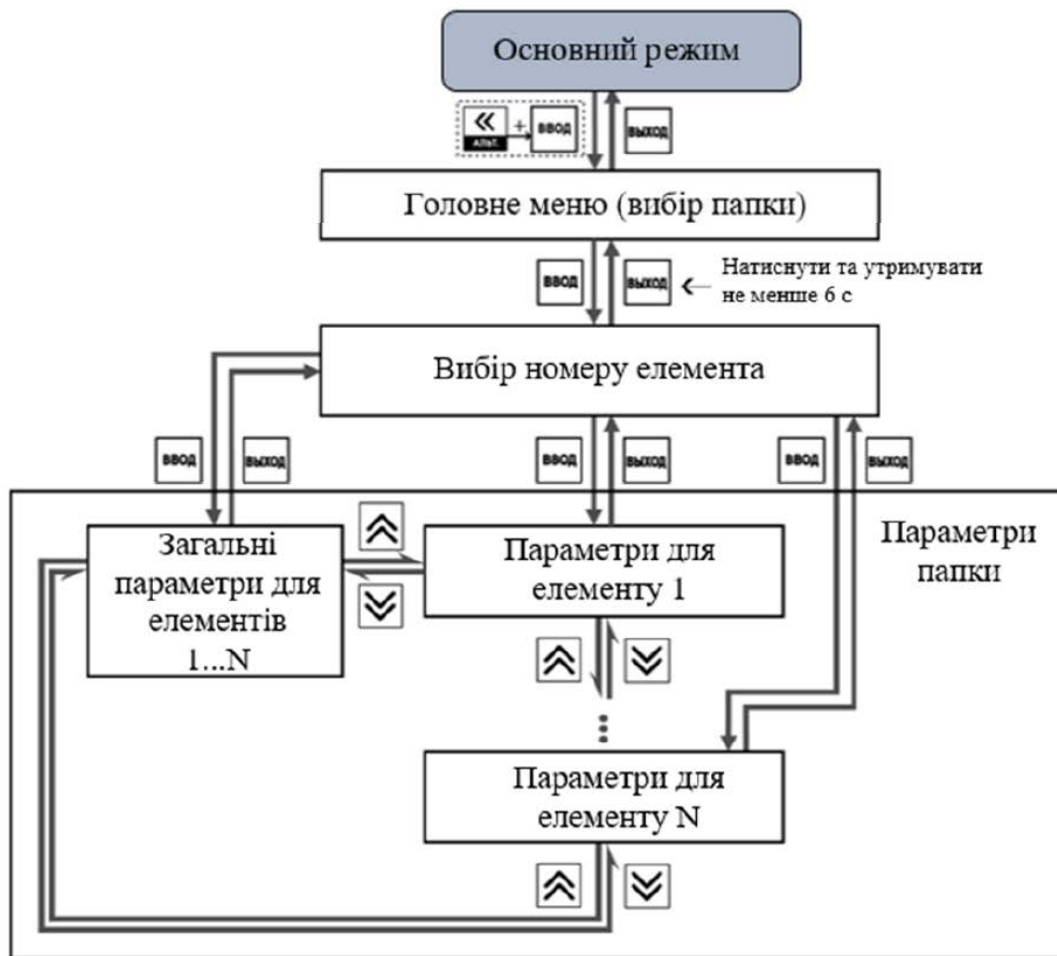 Основний режим
«
АЛЬТ.
+
ВВОД
ВЫХОД
Головне меню (вибір папки)
ВВОД
ВЫХОД
Натиснути та утримувати
не менше 6 с
Вибір номеру елемента
ВВОД
ВЫХОД
ВВОД
ВЫХОД
ВВОД
ВЫХОД
Параметри
папки
Загальні
параметри для
елементів
1...N
Параметри для
елементу 1
Параметри для
елементу N